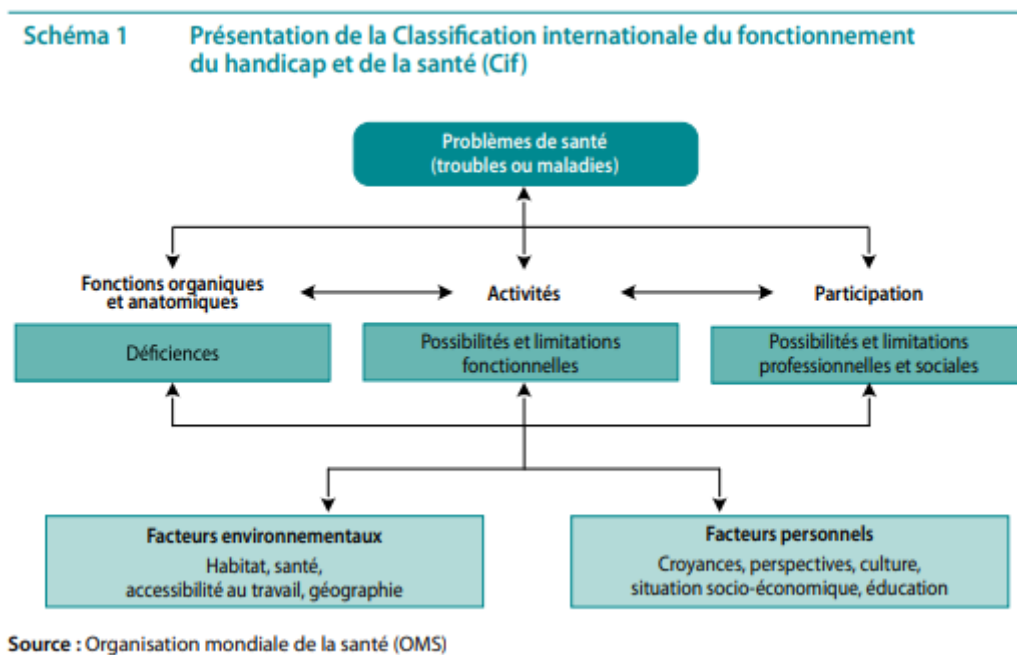 Schéma 1 Présentation de la Classification internationale du fonctionnement
du handicap et de la santé (Cif)
Problèmes de santé
(troubles ou maladies)
Fonctions organiques
et anatomiques
Activités
Participation
Déficiences
Possibilités et limitations
fonctionnelles
Possibilités et limitations
professionnelles et sociales
Facteurs environnementaux
Habitat, santé,
accessibilité au travail, géographie
Facteurs personnels
Croyances, perspectives, culture,
situation socio-économique, éducation
Source : Organisation mondiale de la santé (OMS)